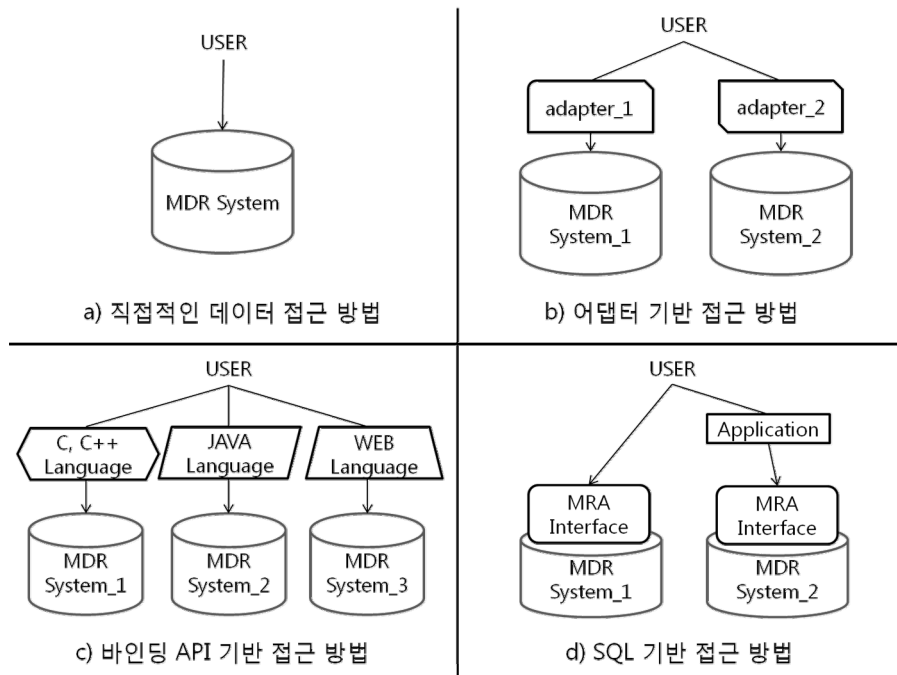 USER
MDR System
a) 직접적인 데이터 접근 방법
USER
adapter_1
adapter_2
MDR
System_1
MDR
System_2
b) 어댑터 기반 접근 방법
USER
C, C++
Language
JAVA
Language
WEB
Language
MDR
System_1
MDR
System_2
MDR
System_3
c) 바인딩 API 기반 접근 방법
USER
Application
MRA
Interface
MRA
Interface
MDR
System_1
MDR
System_2
d) SQL 기반 접근 방법